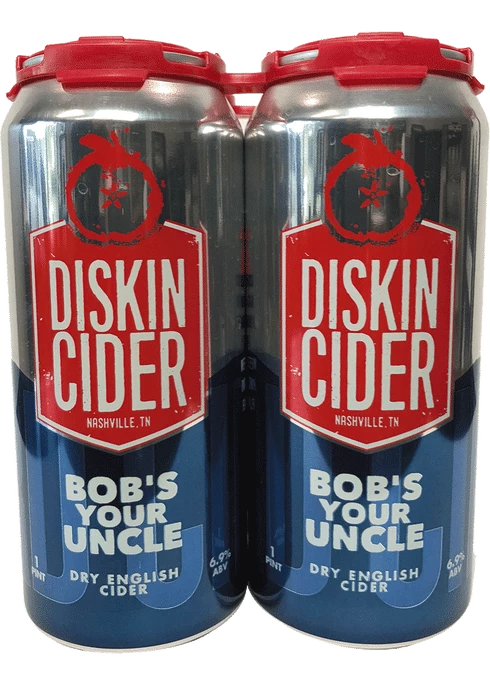 DISKIN
CIDER
NASHVILLE, TN
BOB'S
YOUR
UNCLE
DRY ENGLISH
CIDER
1
PINT
6.9%
ABV
DISKIN
CIDER
NASHVILLE, TN
BOB'S
YOUR
UNCLE
DRY ENGLISH
CIDER
1
PINT
6.9%
ABV